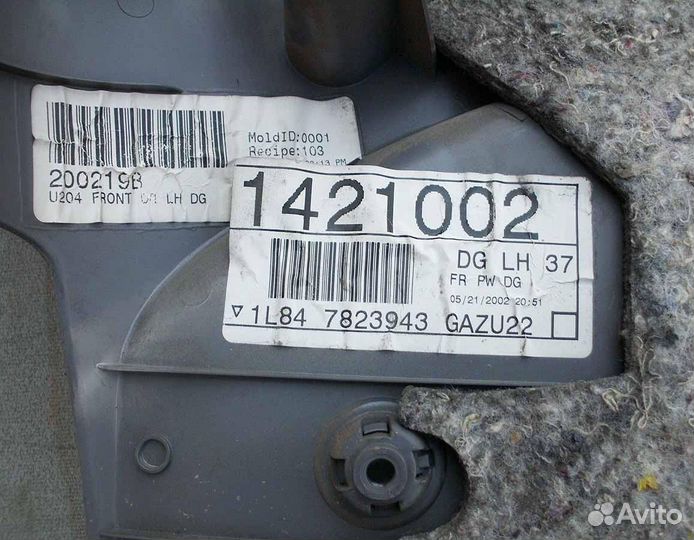 MoldID:0001
Recipe:103
PM
200219B
U204 FRONT LH DG
1421002
DG LH 37
FR PW DG
05/21/2002 20:51
1L84 7823943 GAZU22
Avito